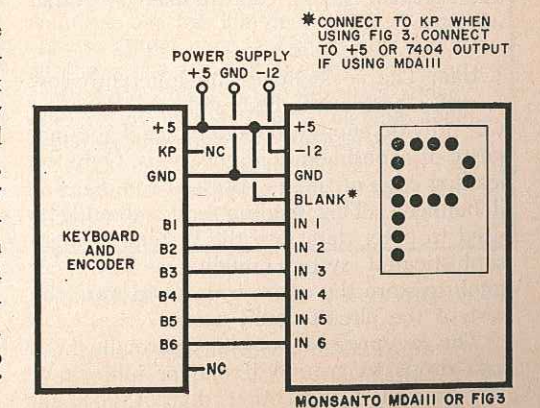 *CONNECT TO KP WHEN
USING FIG 3. CONNECT
TO +5 OR 7404 OUTPUT
IF USING MDAIII
POWER SUPPLY
+5 GND -12
+5
KP
NC
GND
B1
B2
B3
B4
B5
B6
NC
KEYBOARD
AND
ENCODER
+5
-12
GND
BLANK*
IN 1
IN 2
IN 3
IN 4
IN 5
IN 6
P
MONSANTO MDAIII OR FIG3